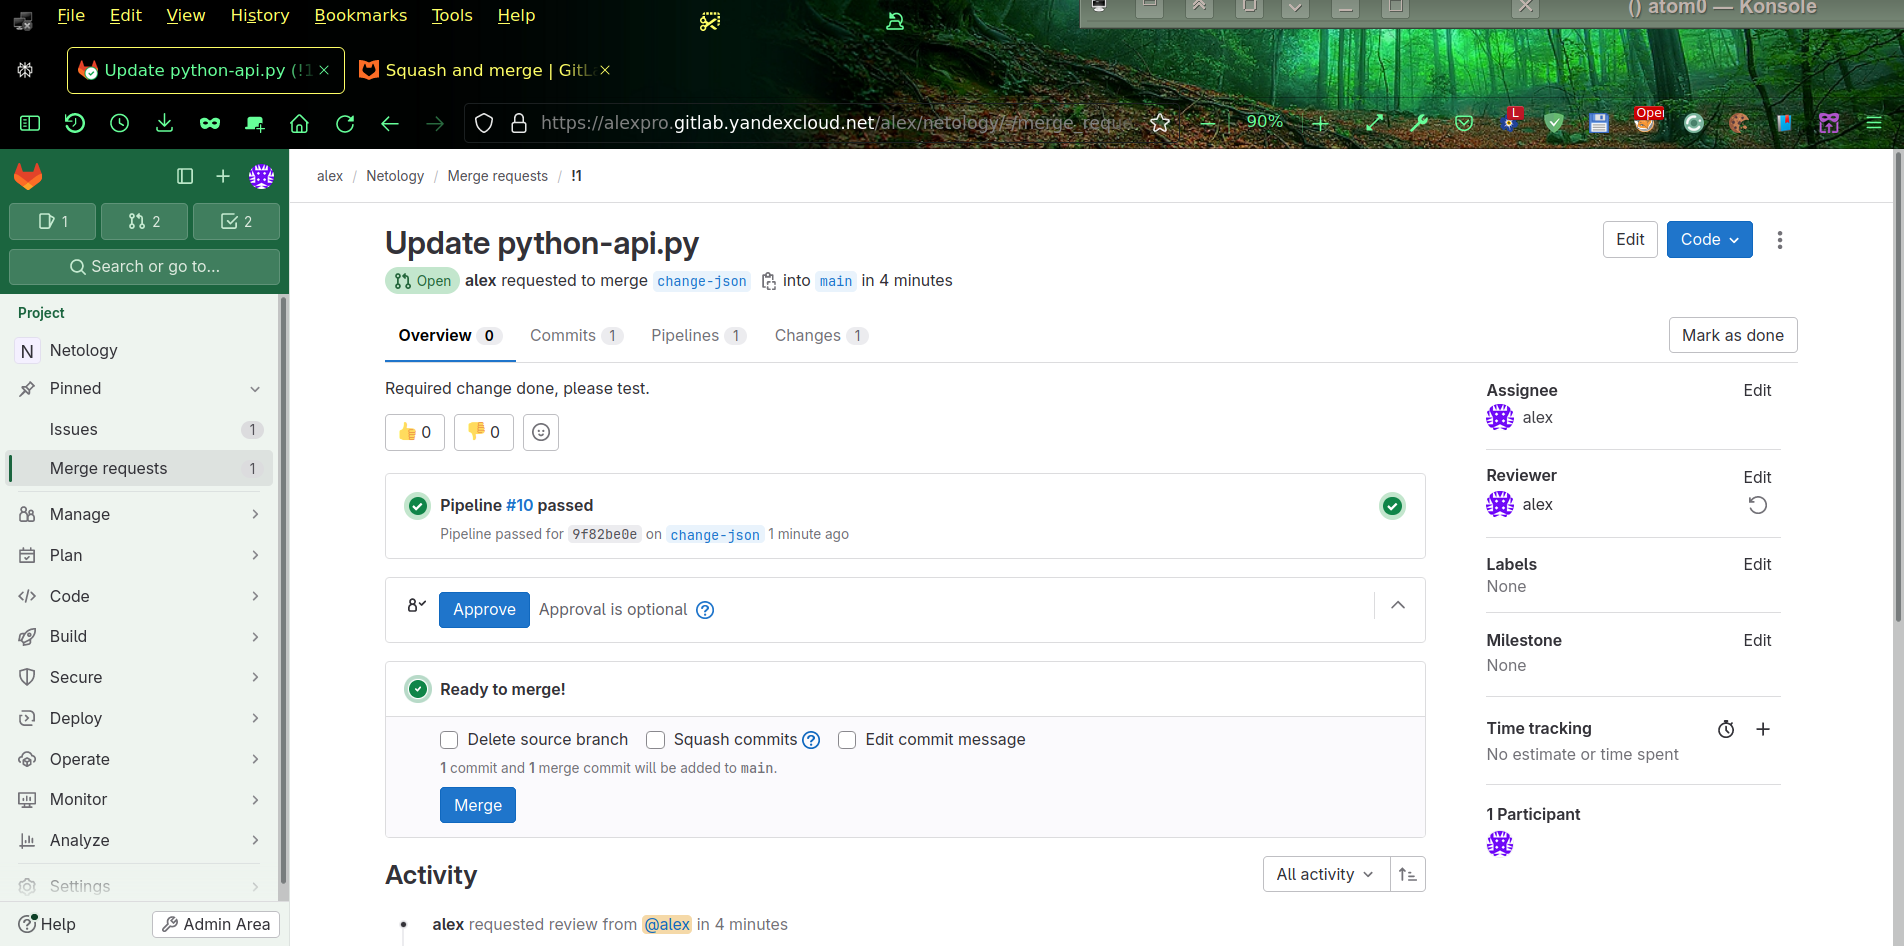 File Edit View History Bookmarks Tools Help
() atom0 — Konsole
Update python-api.py (!1
Squash and merge | GitL
https://alexpro.gitlab.yandexcloud.net/alex/netology/-/merge_reque
90%
L
Open
alex / Netology / Merge requests / !1
1
2
2
Search or go to...
Project
N Netology
Pinned
Issues 1
Merge requests 1
Manage
Plan
Code
Build
Secure
Deploy
Operate
Monitor
Analyze
Settings
Help
Admin Area
Update python-api.py
Edit
Code
Open alex requested to merge change-json into main in 4 minutes
Overview 0
Commits 1
Pipelines 1
Changes 1
Mark as done
Required change done, please test.
0
0
Pipeline #10 passed
Pipeline passed for 9f82be0e on change-json 1 minute ago
Approve Approval is optional
Ready to merge!
Delete source branch Squash commits Edit commit message
1 commit and 1 merge commit will be added to main.
Merge
Activity
All activity
alex requested review from @alex in 4 minutes
Assignee Edit
alex
Reviewer Edit
alex
Labels Edit
None
Milestone Edit
None
Time tracking
No estimate or time spent
1 Participant